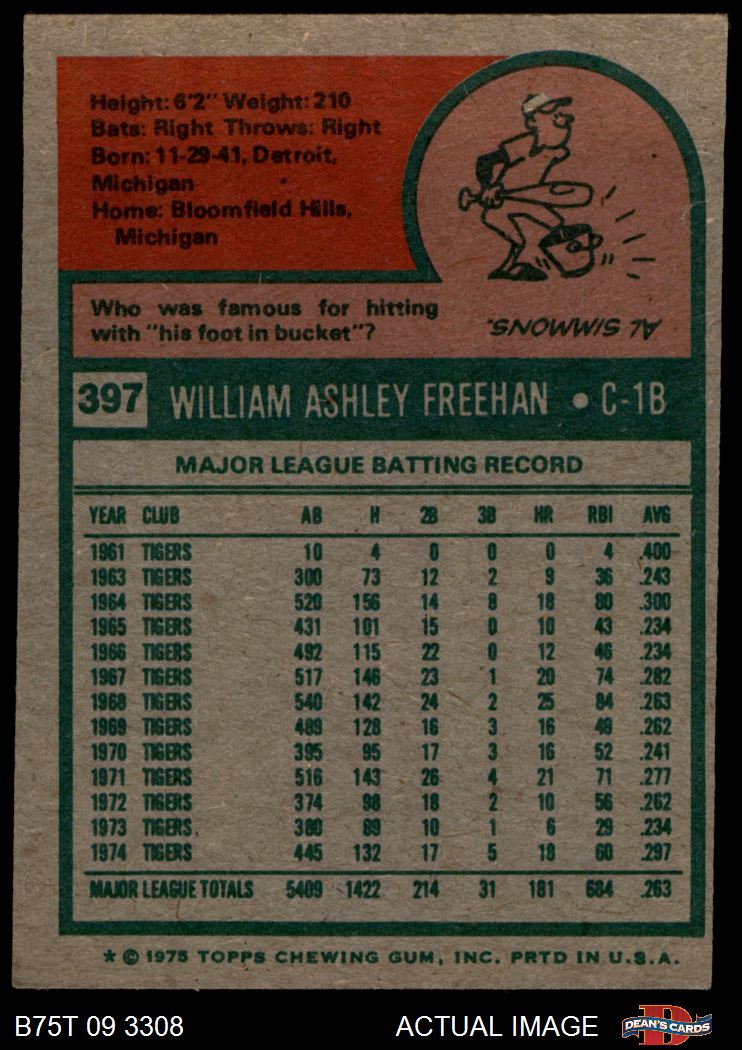 Height: 6'2" Weight: 210
Bats: Right Throws: Right
Born: 11-29-41, Detroit,
Michigan
Home: Bloomfield Hills,
Michigan
Who was famous for hitting
with "his foot in bucket"?
AL SIMMONS.
397 WILLIAM ASHLEY FREEHAN • C-1B
MAJOR LEAGUE BATTING RECORD
YEAR CLUB AB H 2B 3B HR RBI AVG
1961 TIGERS 10 4 0 0 0 4 .400
1963 TIGERS 300 73 12 2 9 36 .243
1964 TIGERS 520 156 14 8 18 80 .300
1965 TIGERS 431 101 15 0 10 43 .234
1966 TIGERS 492 115 22 0 12 46 .234
1967 TIGERS 517 146 23 1 20 74 .282
1968 TIGERS 540 142 24 2 25 84 .263
1969 TIGERS 489 128 16 3 16 49 .262
1970 TIGERS 395 95 17 3 16 52 .241
1971 TIGERS 516 143 26 4 21 71 .277
1972 TIGERS 374 98 18 2 10 56 .262
1973 TIGERS 380 89 10 1 6 29 .234
1974 TIGERS 445 132 17 5 18 60 .297
MAJOR LEAGUE TOTALS 5409 1422 214 31 181 684 .263
* © 1975 TOPPS CHEWING GUM, INC. PRTD IN U.S.A.
B75T 09 3308 ACTUAL IMAGE
D
DEAN'S CARDS